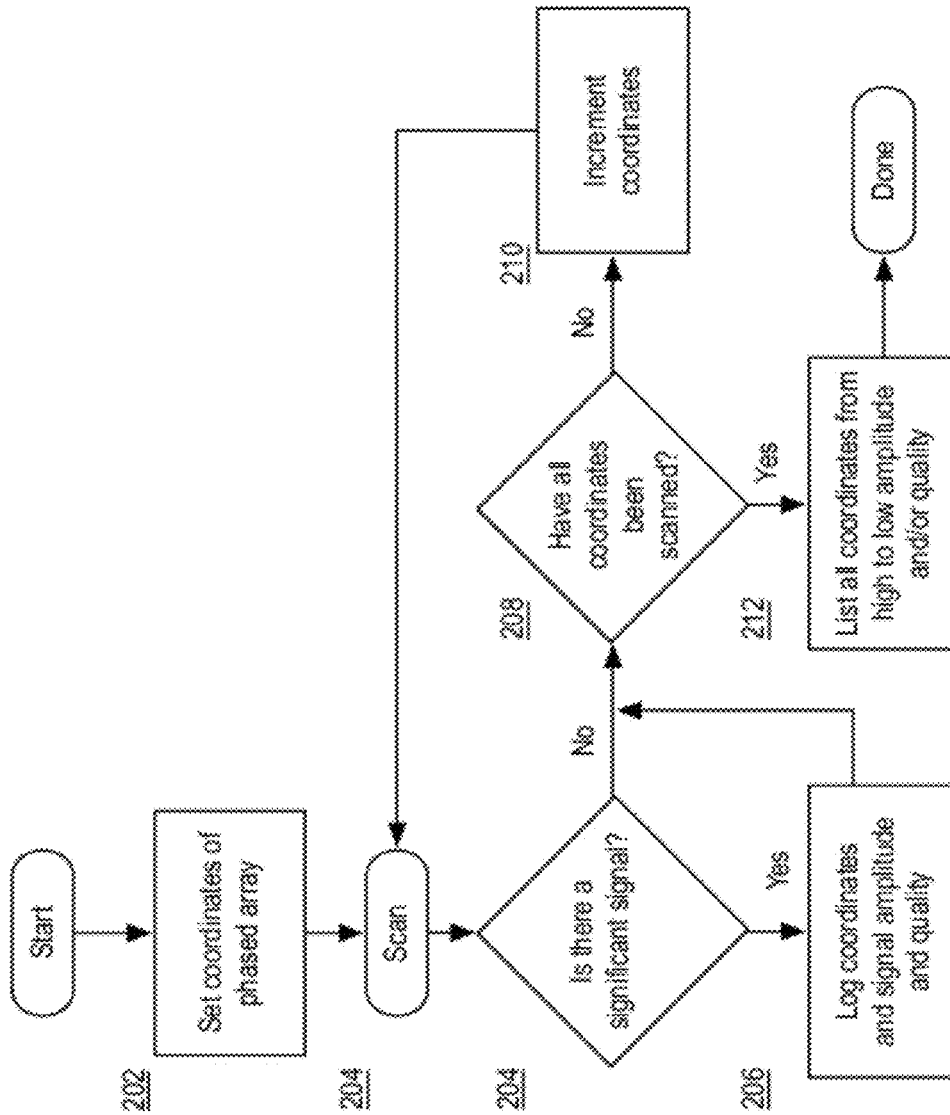 Start
202
Set coordinates of
phased array
204
Scan
204
Is there a
significant signal?
No
Yes
206
Log coordinates
and signal amplitude
and quality
208
Have all
coordinates
been
scanned?
No
Yes
210
Increment
coordinates
212
List all coordinates from
high to low amplitude
and/or quality
Done